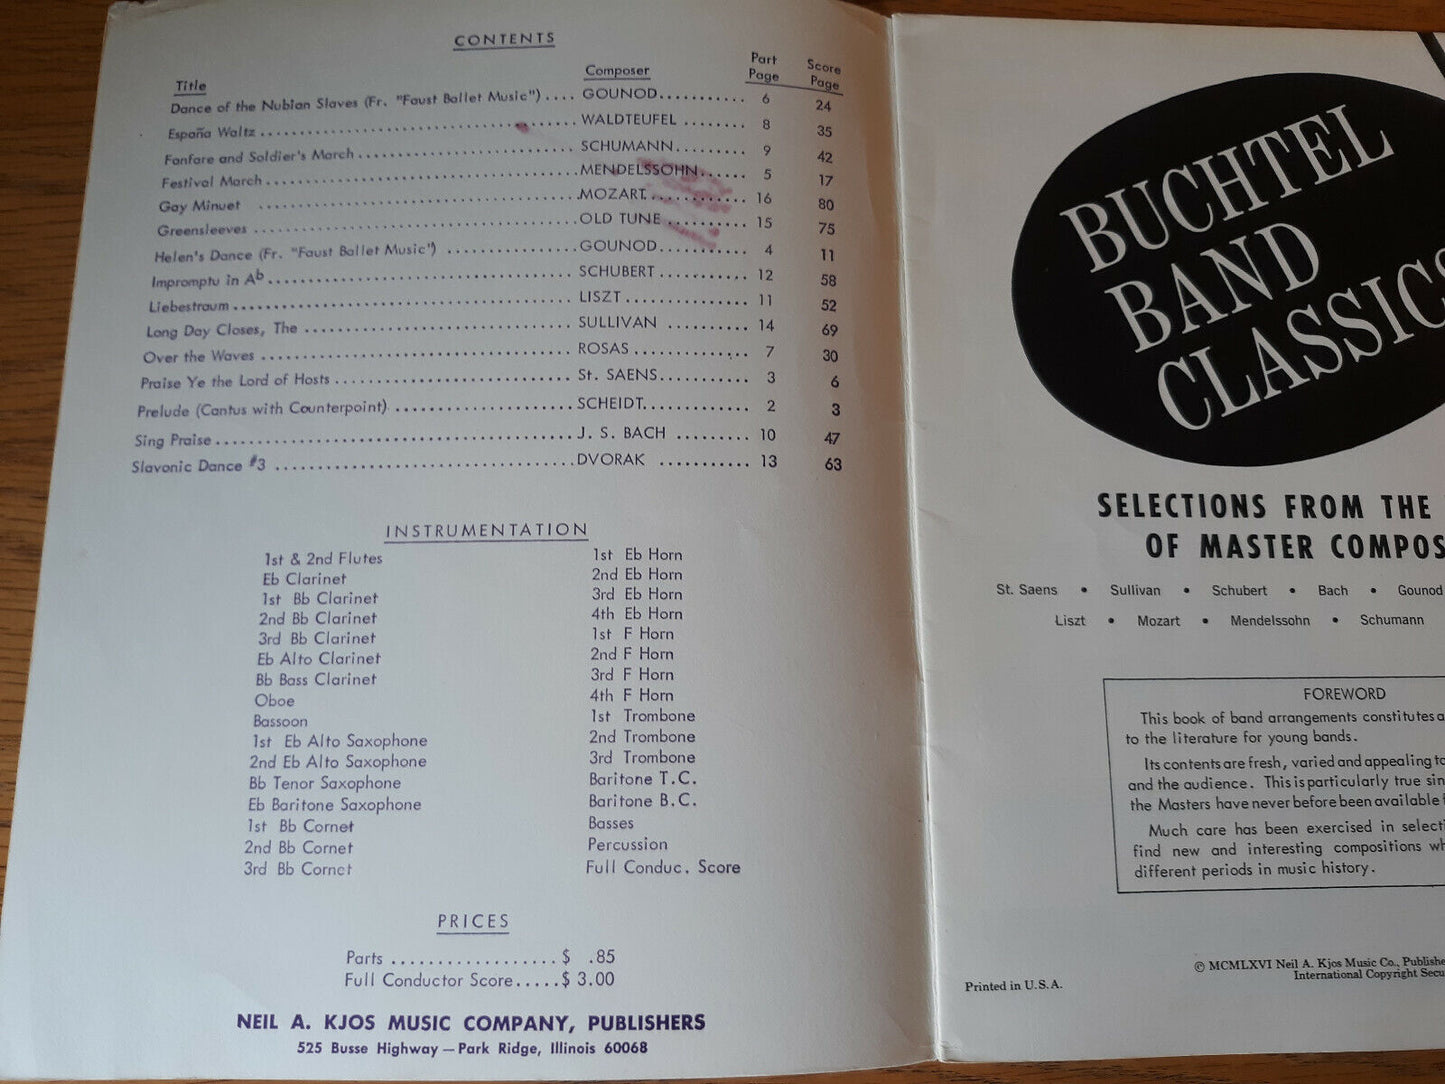 CONTENTS
Title Composer Part Page Score Page
Dance of the Nubian Slaves (Fr. "Faust Ballet Music") .... GOUNOD........... 6 24
España Waltz ........................................ WALDTEUFEL ........ 8 35
Fanfare and Soldier's March ........................... SCHUMANN......... 9 42
Festival March ........................................ MENDELSSOHN...... 5 17
Gay Minuet ........................................ MOZART............ 16 80
Greensleeves ........................................ OLD TUNE .......... 15 75
Helen's Dance (Fr. "Faust Ballet Music") ................ GOUNOD........... 4 11
Impromptu in Ab........................................ SCHUBERT........... 12 58
Liebestraum........................................ LISZT ............... 11 52
Long Day Closes, The .................................. SULLIVAN .......... 14 69
Over the Waves ........................................ ROSAS .............. 7 30
Praise Ye the Lord of Hosts .............................. St. SAENS........... 3 6
Prelude (Cantus with Counterpoint) ...................... SCHEIDT............. 2 3
Sing Praise ........................................ J. S. BACH ......... 10 47
Slavonic Dance #3 .................................. DVORAK ........... 13 63
INSTRUMENTATION
1st & 2nd Flutes
Eb Clarinet
1st Bb Clarinet
2nd Bb Clarinet
3rd Bb Clarinet
Eb Alto Clarinet
Bb Bass Clarinet
Oboe
Bassoon
1st Eb Alto Saxophone
2nd Eb Alto Saxophone
Bb Tenor Saxophone
Eb Baritone Saxophone
1st Bb Cornet
2nd Bb Cornet
3rd Bb Cornet
1st Eb Horn
2nd Eb Horn
3rd Eb Horn
4th Eb Horn
1st F Horn
2nd F Horn
3rd F Horn
4th F Horn
1st Trombone
2nd Trombone
3rd Trombone
Baritone T.C.
Baritone B.C.
Basses
Percussion
Full Conduc. Score
PRICES
Parts .................. $ .85
Full Conductor Score.....$ 3.00
NEIL A. KJOS MUSIC COMPANY, PUBLISHERS
525 Busse Highway — Park Ridge, Illinois 60068
BUCHTEL
BAND
CLASSICS
SELECTIONS FROM THE
OF MASTER COMPOS
St. Saens • Sullivan • Schubert • Bach • Gounod
Liszt • Mozart • Mendelssohn • Schumann
FOREWORD
This book of band arrangements constitutes a
to the literature for young bands.
Its contents are fresh, varied and appealing to
and the audience. This is particularly true sin
the Masters have never before been available
Much care has been exercised in selecti
find new and interesting compositions wh
different periods in music history.
© MCMLXVI Neil A. Kjos Music Co., Publishe
International Copyright Secu
Printed in U.S.A.